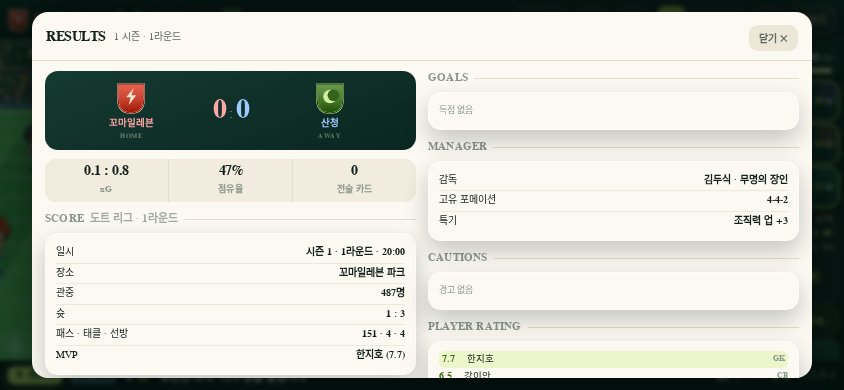 RESULTS 1 시즌 · 1라운드
닫기 ✕
꼬마일레븐
HOME
0 : 0
산청
AWAY
0.1 : 0.8
xG
47%
점유율
0
전술 카드
SCORE 도트 리그 · 1라운드
일시 시즌 1 · 1라운드 · 20:00
장소 꼬마일레븐 파크
관중 487명
슛 1 : 3
패스 · 태클 · 선방 151 · 4 · 4
MVP 한지호 (7.7)
GOALS
득점 없음
MANAGER
감독 김두식 · 무명의 장인
고유 포메이션 4-4-2
특기 조직력 업 +3
CAUTIONS
경고 없음
PLAYER RATING
7.7 한지호 GK
6.5 강이안 CB